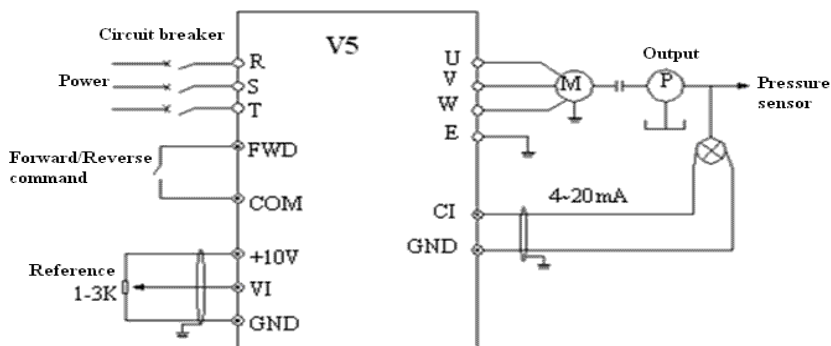 Circuit breaker
V5
Power
R
S
T
Forward/Reverse
command
FWD
COM
Reference
1-3K
+10V
VI
GND
U
V
W
E
M
Output
P
Pressure
sensor
CI
4~20mA
GND